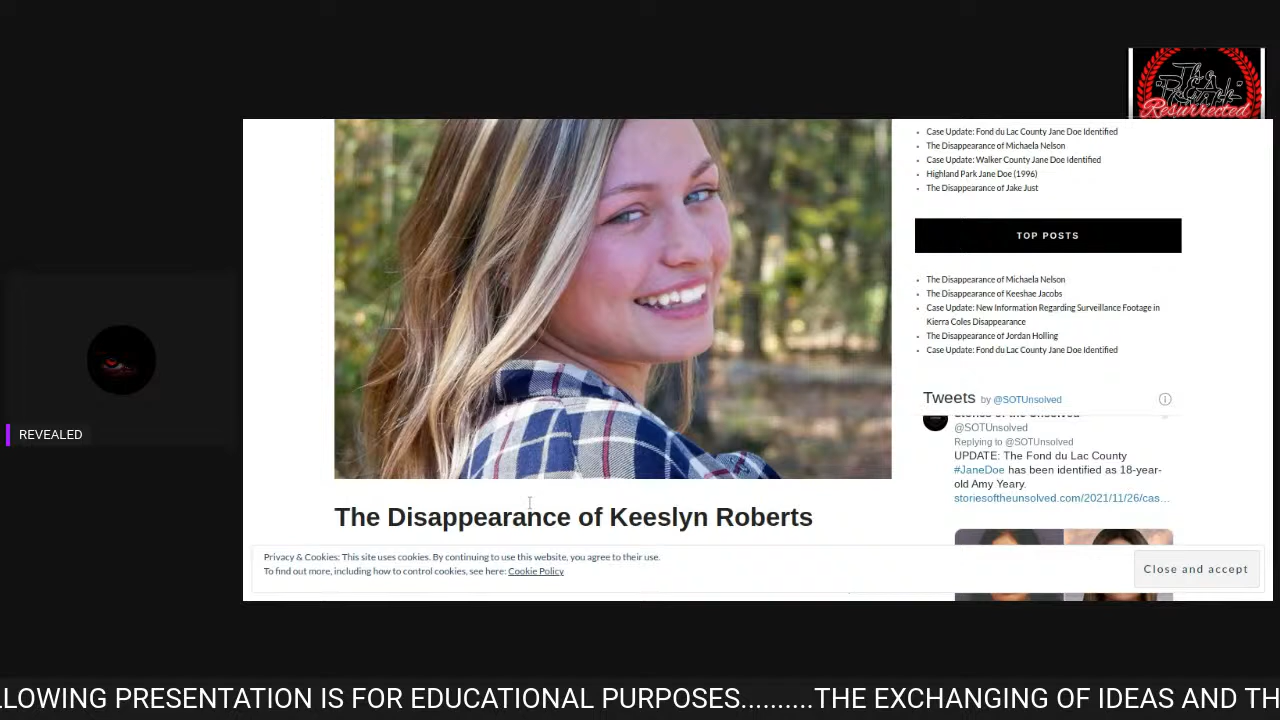 Resurrected
Case Update: Fond du Lac County Jane Doe Identified
The Disappearance of Michaela Nelson
Case Update: Walker County Jane Doe Identified
Highland Park Jane Doe (1996)
The Disappearance of Jake Just
TOP POSTS
The Disappearance of Michaela Nelson
The Disappearance of Keeshae Jacobs
Case Update: New Information Regarding Surveillance Footage in
Kierra Coles Disappearance
The Disappearance of Jordan Holling
Case Update: Fond du Lac County Jane Doe Identified
Tweets by @SOTUnsolved
Stories of the Unsolved
@SOTUnsolved
Replying to @SOTUnsolved
UPDATE: The Fond du Lac County
#JaneDoe has been identified as 18-year-
old Amy Yeary.
storiesoftheunsolved.com/2021/11/26/cas…
REVEALED
The Disappearance of Keeslyn Roberts
Privacy & Cookies: This site uses cookies. By continuing to use this website, you agree to their use.
To find out more, including how to control cookies, see here: Cookie Policy
Close and accept
LLOWING PRESENTATION IS FOR EDUCATIONAL PURPOSES..........THE EXCHANGING OF IDEAS AND TH